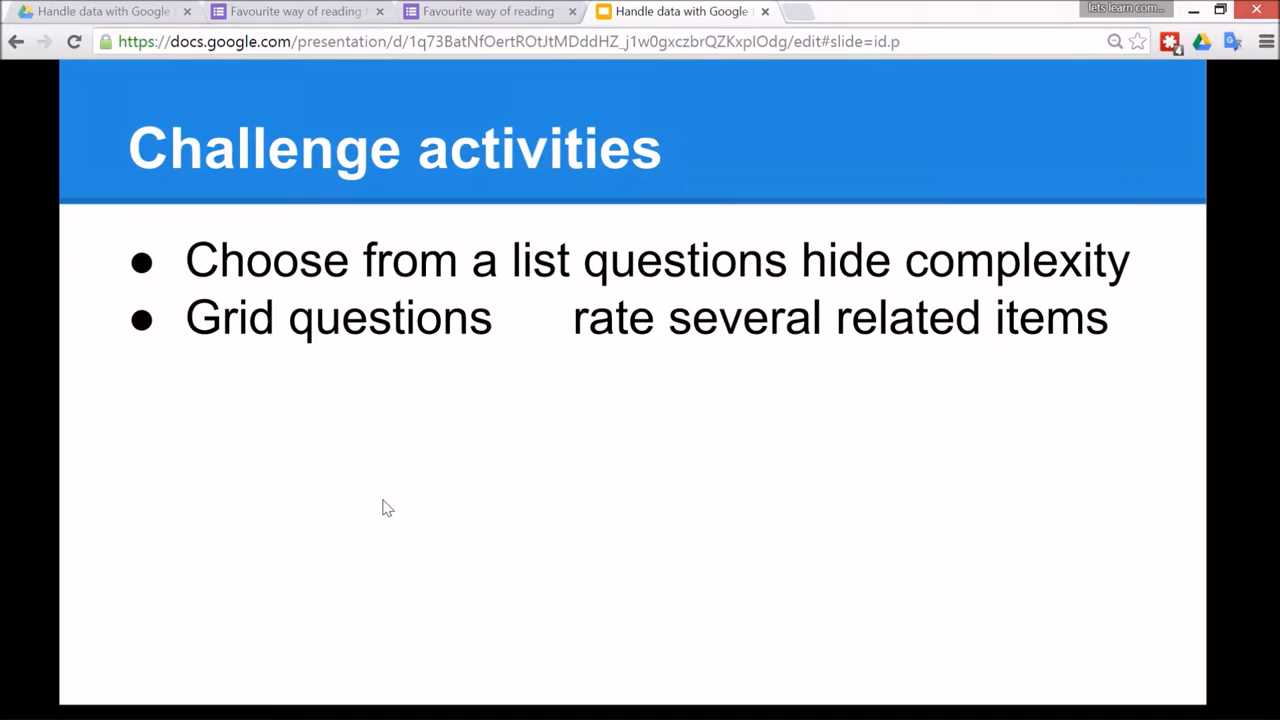 Handle data with Google
Favourite way of reading f
Favourite way of reading
Handle data with Google
lets learn com...
https://docs.google.com/presentation/d/1q73BatNfOertROtJtMDddHZ_j1w0gxczbrQZKxpIOdg/edit#slide=id.p
Challenge activities
● Choose from a list questions hide complexity
● Grid questions rate several related items